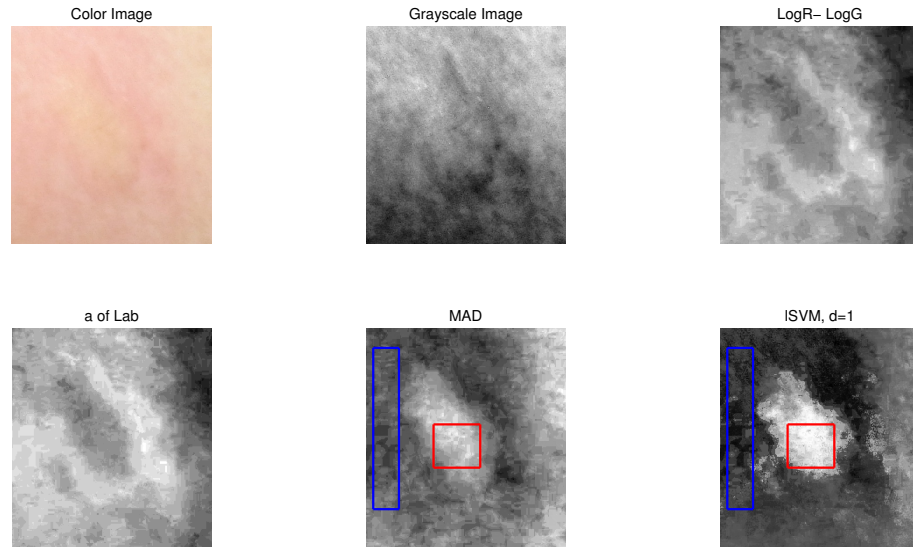 Color Image
Grayscale Image
LogR− LogG
a of Lab
MAD
lSVM, d=1